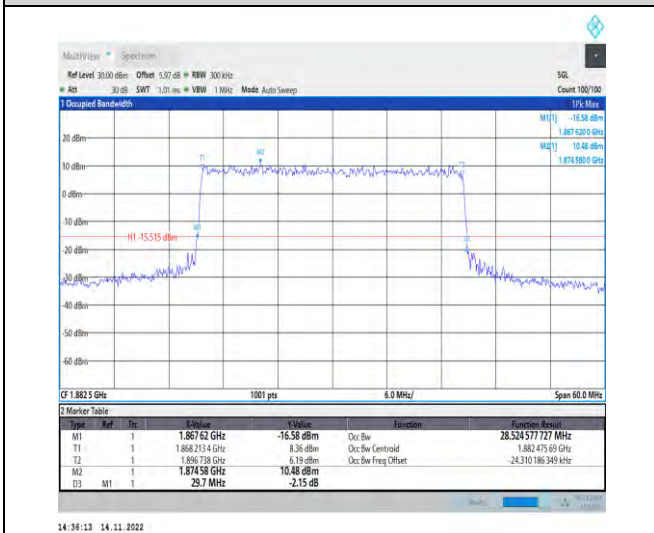 MultiView Spectrum
Ref Level 30.00 dBm Offset 5.97 dB RBW 300 kHz SGL
Att 30 dB SWT 1.01 ms VBW 1 MHz Mode Auto Sweep Count 100/100
1 Occupied Bandwidth 1Pk Max
M1[1] -16.58 dBm
1.867 620 0 GHz
20 dBm M2[1] 10.48 dBm
1.874 580 0 GHz
M2
T1 T2
10 dBm
0 dBm
-10 dBm
M1
H1 -15.515 dBm
D3
-20 dBm
-30 dBm
-40 dBm
-50 dBm
-60 dBm
CF 1.882 5 GHz 1001 pts 6.0 MHz/ Span 60.0 MHz
2 Marker Table
Type Ref Trc X-Value Y-Value Function Function Result
M1 1 1.867 62 GHz -16.58 dBm Occ Bw 28.524 577 727 MHz
T1 1 1.868 213 4 GHz 8.36 dBm Occ Bw Centroid 1.882 475 69 GHz
T2 1 1.896 738 GHz 6.19 dBm Occ Bw Freq Offset -24.310 186 349 kHz
M2 1 1.874 58 GHz 10.48 dBm
D3 M1 1 29.7 MHz -2.15 dB
14:36:13 14.11.2022